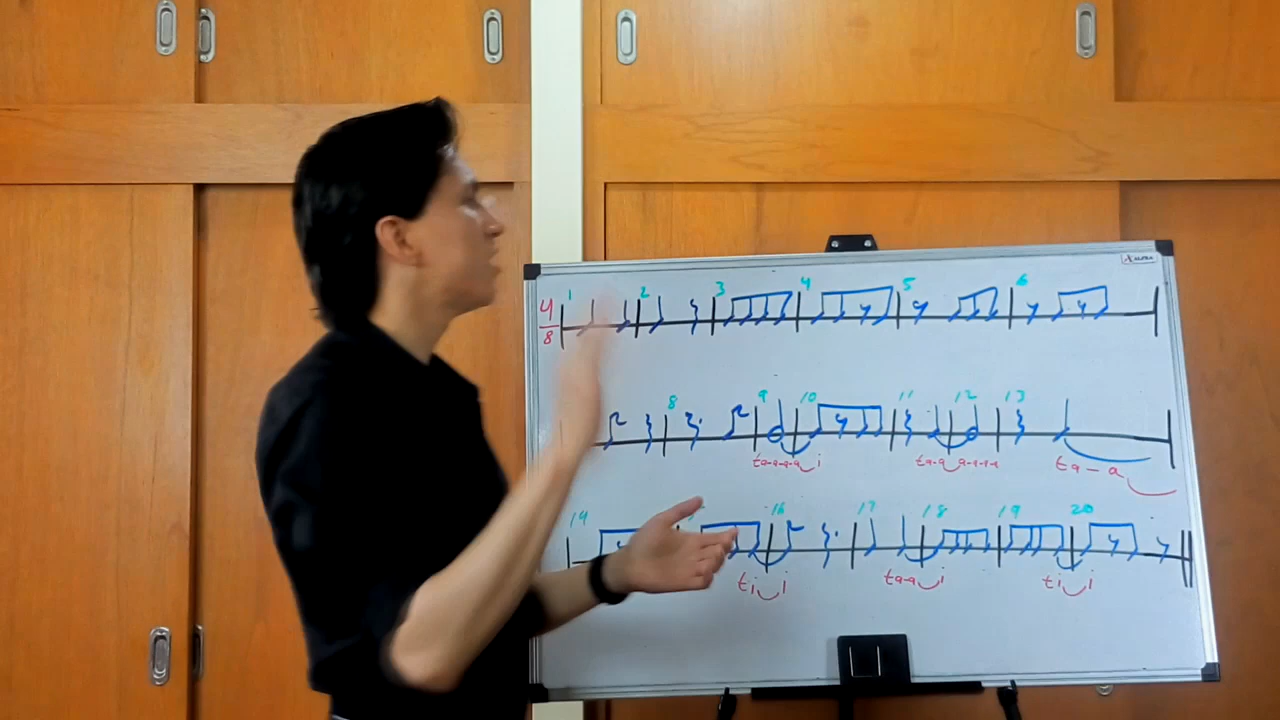 ALFRA
4 1 2 3 4 5 6
8
8 9 10 11 12 13
ta-a-a-a i ta-a a-a-a-a ta-a
14 16 17 18 19 20
ti i ta-a i ti i